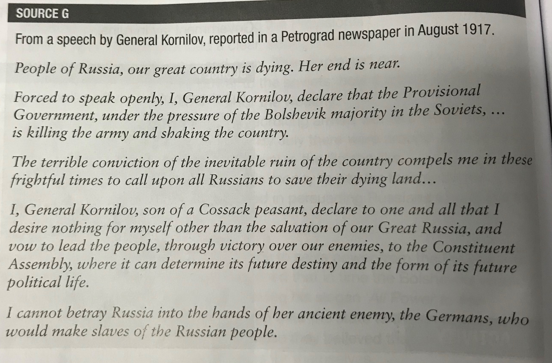 SOURCE G
From a speech by General Kornilov, reported in a Petrograd newspaper in August 1917.
People of Russia, our great country is dying. Her end is near.
Forced to speak openly, I, General Kornilov, declare that the Provisional
Government, under the pressure of the Bolshevik majority in the Soviets, ...
is killing the army and shaking the country.
The terrible conviction of the inevitable ruin of the country compels me in these
frightful times to call upon all Russians to save their dying land...
I, General Kornilov, son of a Cossack peasant, declare to one and all that I
desire nothing for myself other than the salvation of our Great Russia, and
vow to lead the people, through victory over our enemies, to the Constituent
Assembly, where it can determine its future destiny and the form of its future
political life.
I cannot betray Russia into the hands of her ancient enemy, the Germans, who
would make slaves of the Russian people.